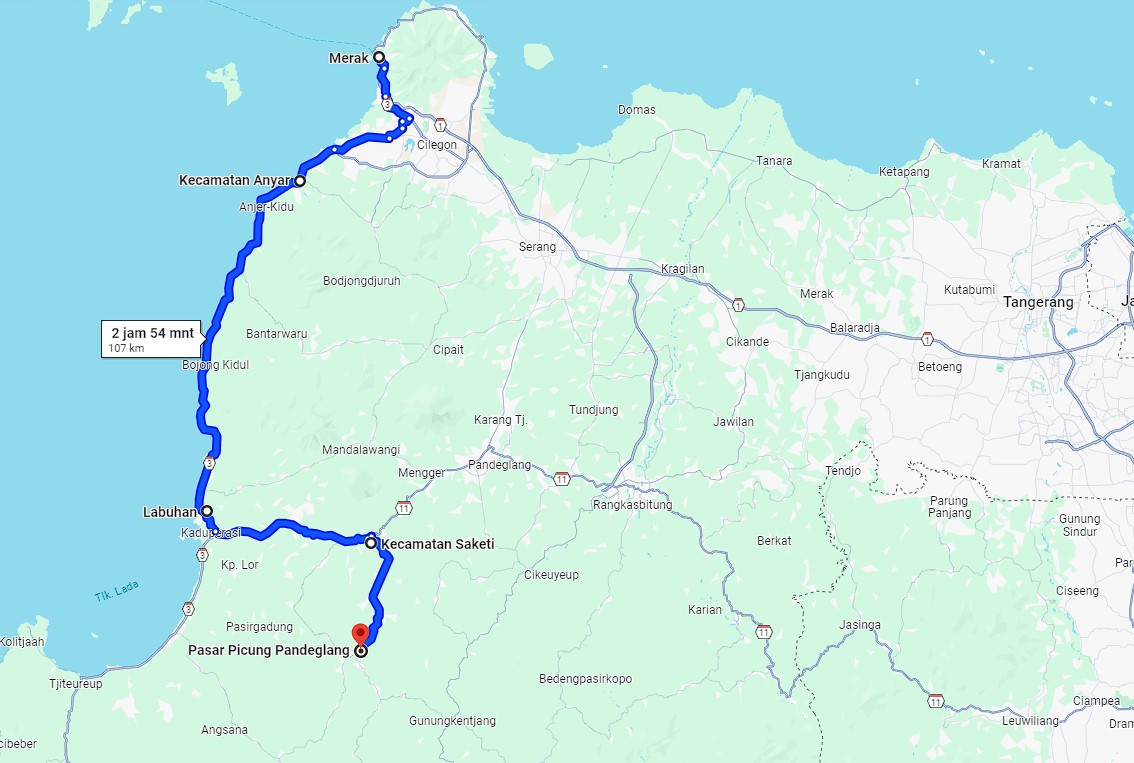 Merak
3
1
Domas
Cilegon
Tanara
Ketapang
Kramat
Kecamatan Anyar
Anjer-Kidu
Serang
Kragilan
Bodjongdjuruh
Merak
Kutabumi
Tangerang
Ja
1
2 jam 54 mnt
107 km
Bantarwaru
Balaradja
1
Cikande
Cipait
Bojong Kidul
Betoeng
Tjangkudu
Karang Tj.
Tundjung
Jawilan
Mandalawangi
3
Mengger
Pandeglang
11
Tendjo
Rangkasbitung
Parung
Panjang
11
Labuhan
Kaduperasi
Gunung
Sindur
Kecamatan Saketi
Berkat
3
Kp. Lor
Cikeuyeup
Par
Tlk. Lada
Ciseeng
3
Karian
Pasirgadung
Jasinga
11
Kolitjaah
Pasar Picung Pandeglang
Tjiteureup
Bedengpasirkopo
11
Ciampea
Gunungkentjang
Leuwiliang
Dram
Angsana
cibeber